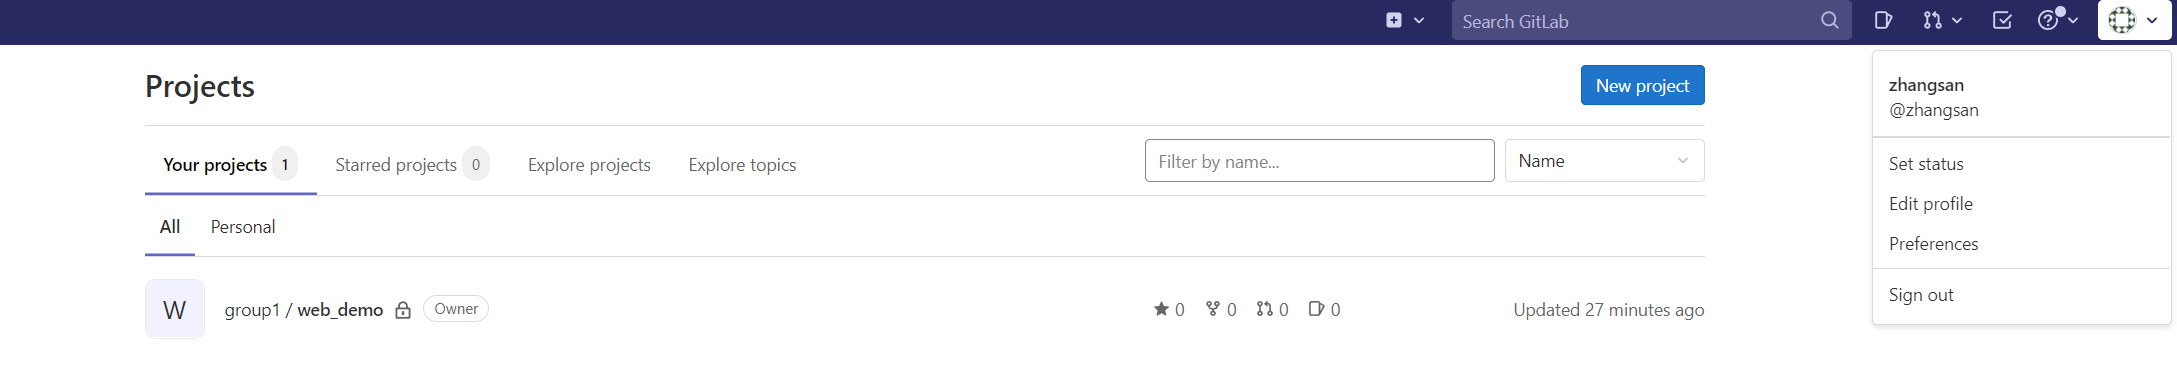 Search GitLab
Projects
New project
zhangsan
@zhangsan
Your projects 1 Starred projects 0 Explore projects Explore topics Filter by name... Name
Set status
Edit profile
All Personal
Preferences
Sign out
W group1 / web_demo Owner 0 0 0 0 Updated 27 minutes ago